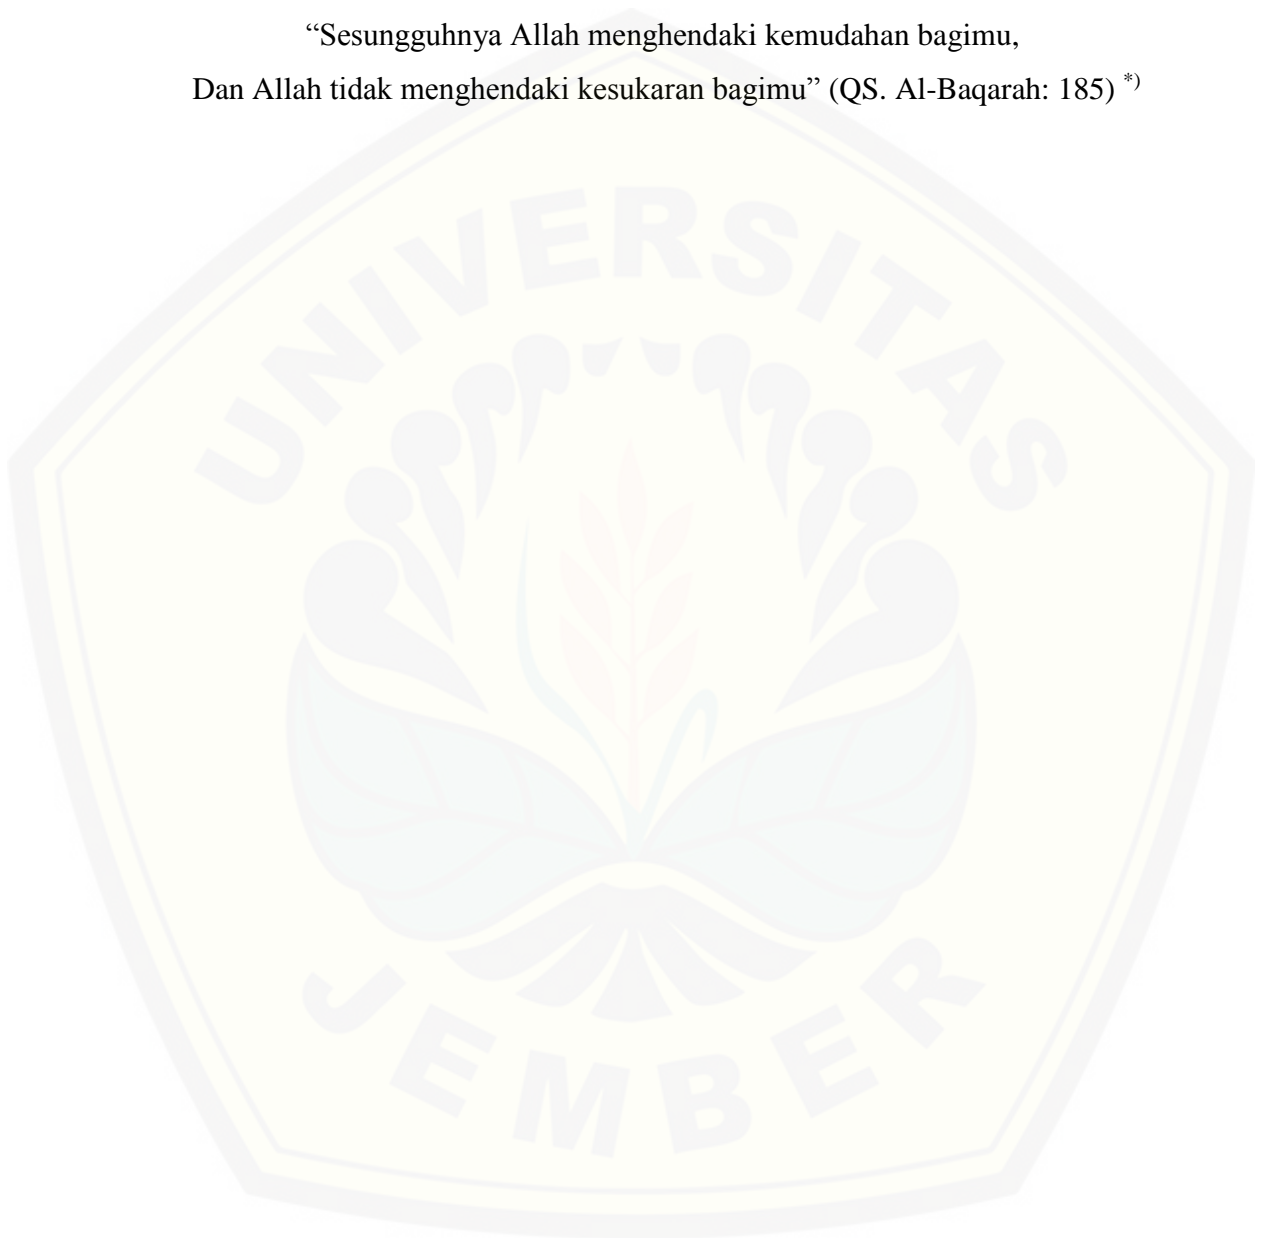 “Sesungguhnya Allah menghendaki kemudahan bagimu,
Dan Allah tidak menghendaki kesukaran bagimu” (QS. Al-Baqarah: 185) *)
UNIVERSITAS
JEMBER